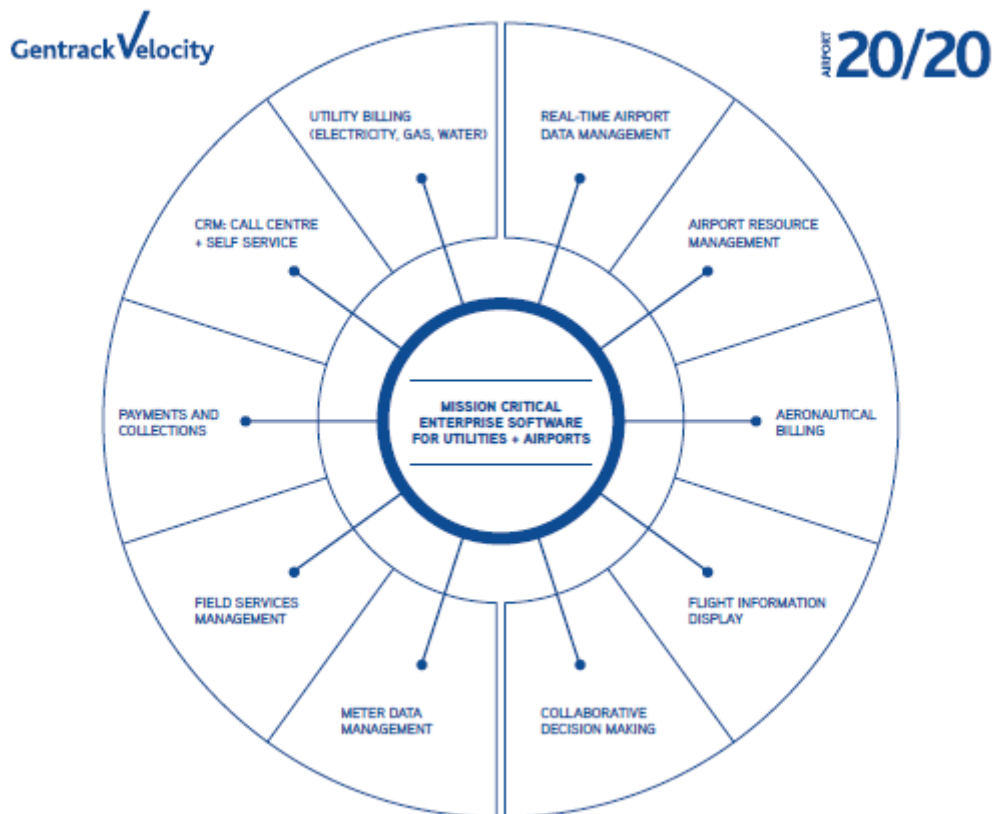 Gentrack Velocity
AIRPORT 20/20
UTILITY BILLING
(ELECTRICITY, GAS, WATER)
REAL-TIME AIRPORT
DATA MANAGEMENT
CRM: CALL CENTRE
+ SELF SERVICE
AIRPORT RESOURCE
MANAGEMENT
PAYMENTS AND
COLLECTIONS
MISSION CRITICAL
ENTERPRISE SOFTWARE
FOR UTILITIES + AIRPORTS
AERONAUTICAL
BILLING
FIELD SERVICES
MANAGEMENT
FLIGHT INFORMATION
DISPLAY
METER DATA
MANAGEMENT
COLLABORATIVE
DECISION MAKING